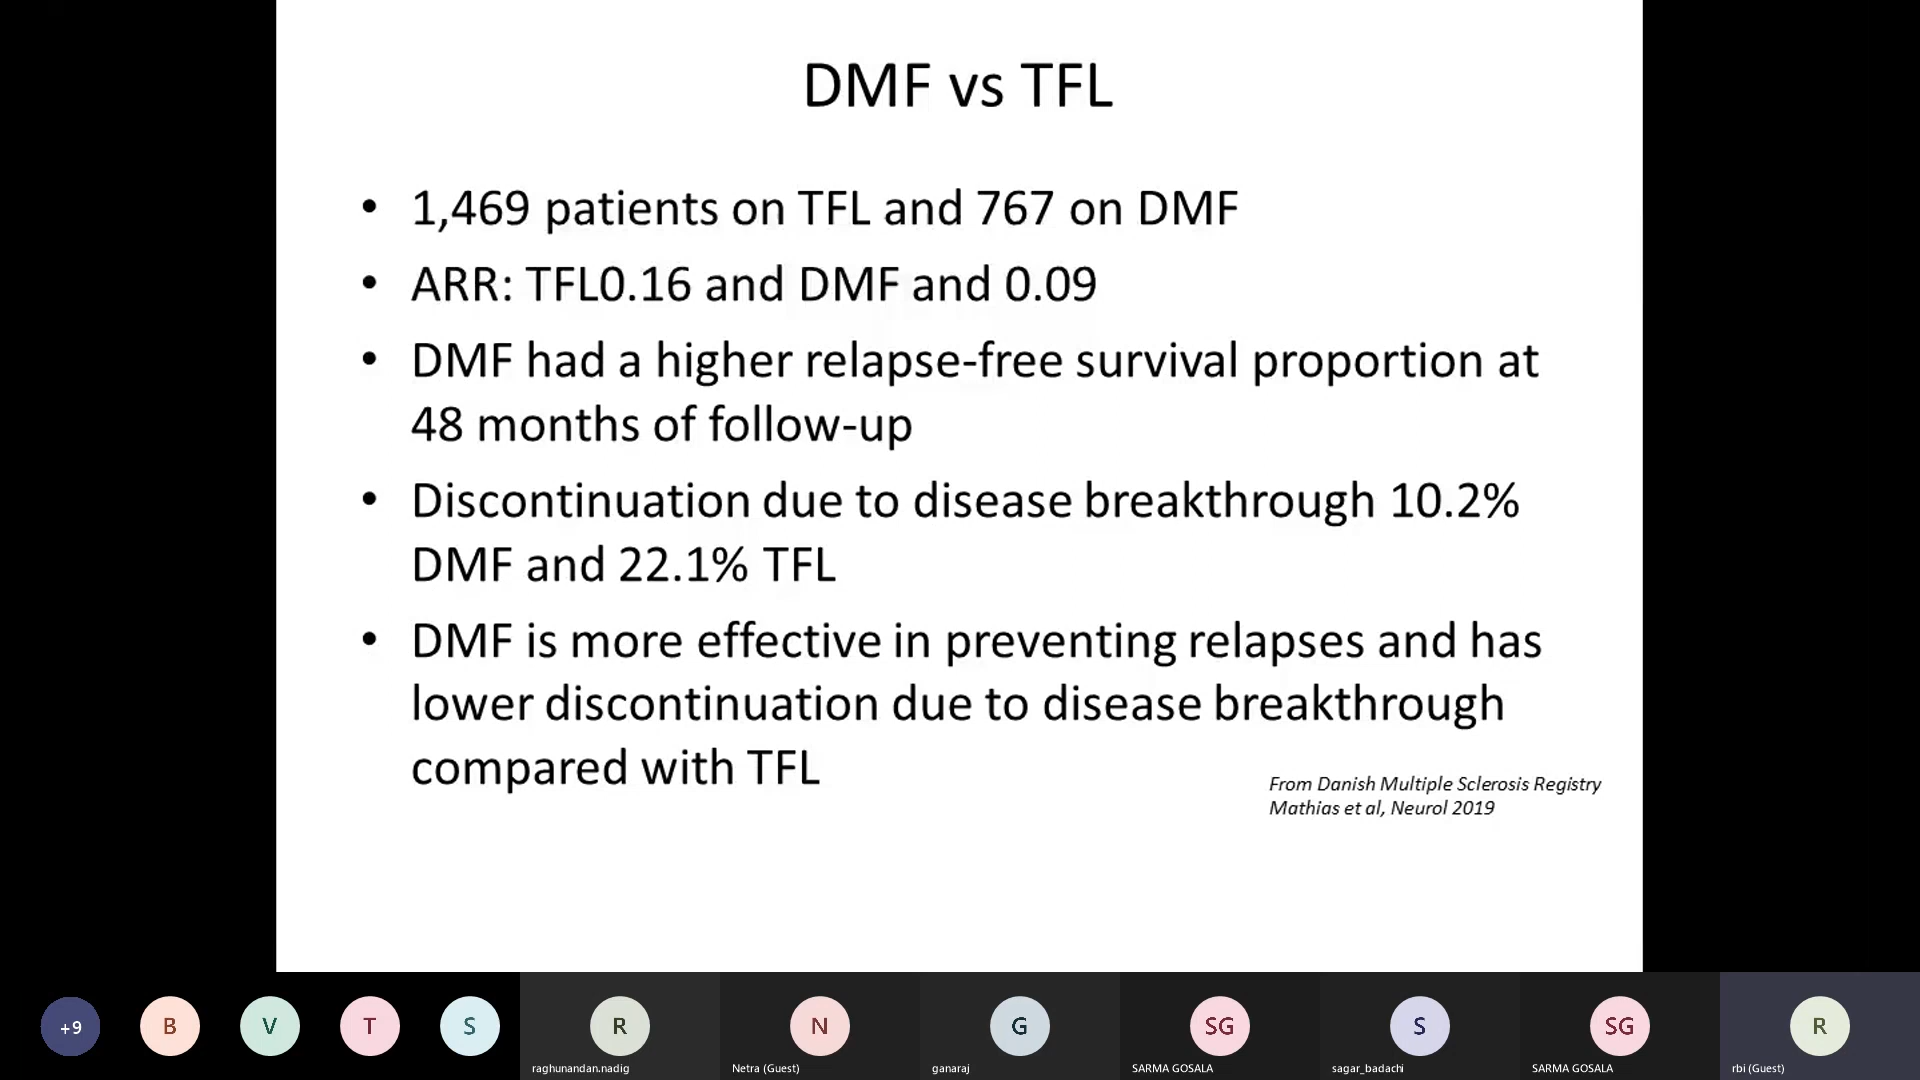 DMF vs TFL
• 1,469 patients on TFL and 767 on DMF
• ARR: TFL0.16 and DMF and 0.09
• DMF had a higher relapse-free survival proportion at
48 months of follow-up
• Discontinuation due to disease breakthrough 10.2%
DMF and 22.1% TFL
• DMF is more effective in preventing relapses and has
lower discontinuation due to disease breakthrough
compared with TFL
From Danish Multiple Sclerosis Registry
Mathias et al, Neurol 2019
+9 B V T S R N G SG S SG R
raghunandan.nadig Netra (Guest) ganaraj SARMA GOSALA sagar_badachi SARMA GOSALA rbi (Guest)